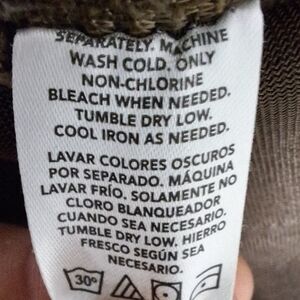 SEPARATELY. MACHINE
WASH COLD. ONLY
NON-CHLORINE
BLEACH WHEN NEEDED.
TUMBLE DRY LOW.
COOL IRON AS NEEDED.
LAVAR COLORES OSCUROS
POR SEPARADO. MÁQUINA
LAVAR FRÍO. SOLAMENTE NO
CLORO BLANQUEADOR
CUANDO SEA NECESARIO.
TUMBLE DRY LOW. HIERRO
FRESCO SEGÚN SEA
NECESARIO.
30°